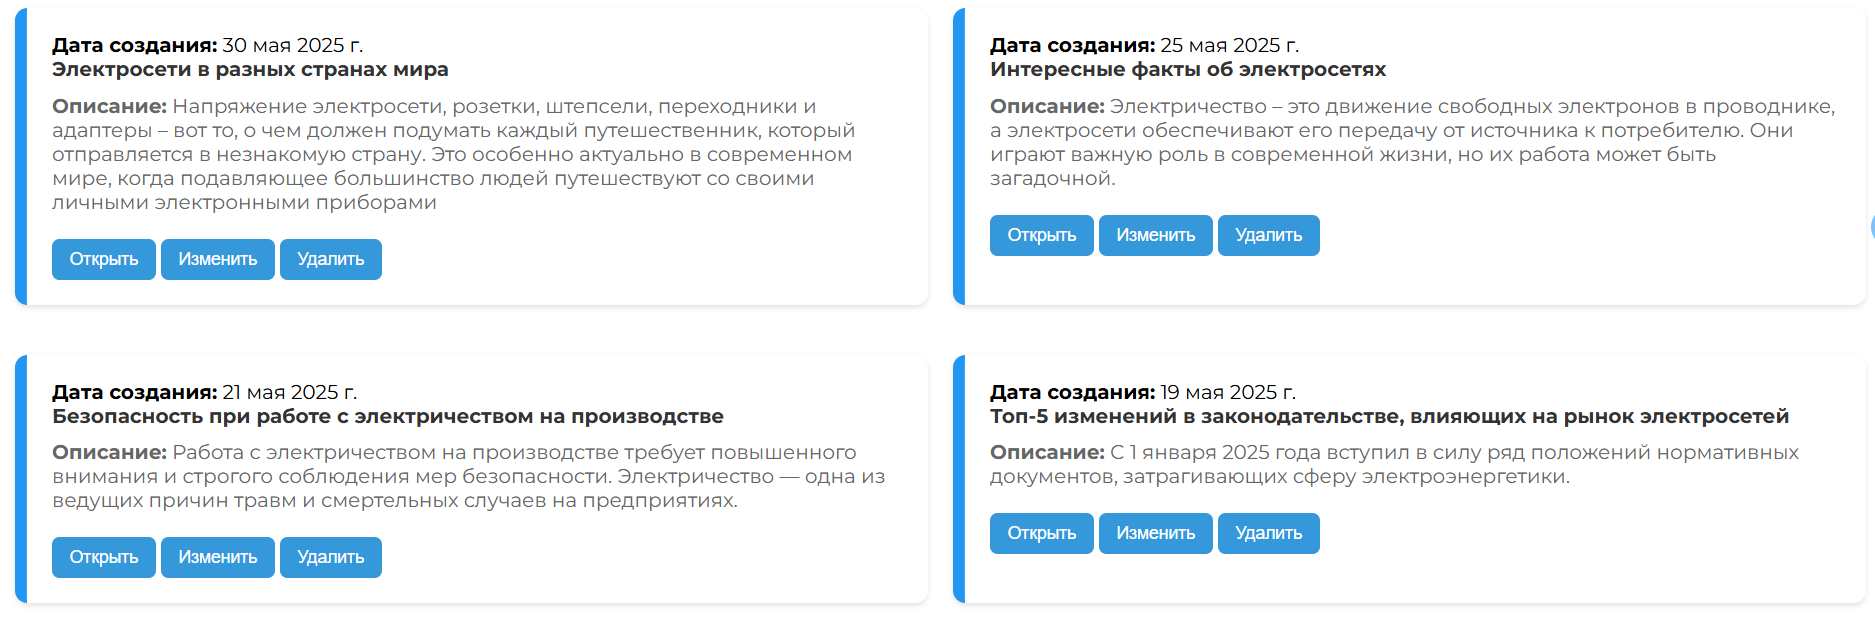 Дата создания: 30 мая 2025 г.
Электросети в разных странах мира
Описание: Напряжение электросети, розетки, штепсели, переходники и
адаптеры – вот то, о чем должен подумать каждый путешественник, который
отправляется в незнакомую страну. Это особенно актуально в современном
мире, когда подавляющее большинство людей путешествуют со своими
личными электронными приборами
Открыть Изменить Удалить
Дата создания: 25 мая 2025 г.
Интересные факты об электросетях
Описание: Электричество – это движение свободных электронов в проводнике,
а электросети обеспечивают его передачу от источника к потребителю. Они
играют важную роль в современной жизни, но их работа может быть
загадочной.
Открыть Изменить Удалить
Дата создания: 21 мая 2025 г.
Безопасность при работе с электричеством на производстве
Описание: Работа с электричеством на производстве требует повышенного
внимания и строгого соблюдения мер безопасности. Электричество — одна из
ведущих причин травм и смертельных случаев на предприятиях.
Открыть Изменить Удалить
Дата создания: 19 мая 2025 г.
Топ-5 изменений в законодательстве, влияющих на рынок электросетей
Описание: С 1 января 2025 года вступил в силу ряд положений нормативных
документов, затрагивающих сферу электроэнергетики.
Открыть Изменить Удалить